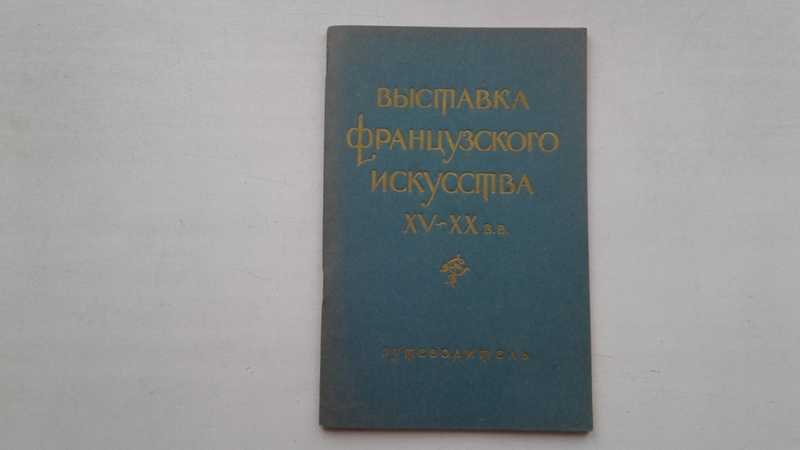 ВЫСТАВКА
ФРАНЦУЗСКОГО
ИСКУССТВА
XV-XX в.в.
ПУТЕВОДИТЕЛЬ